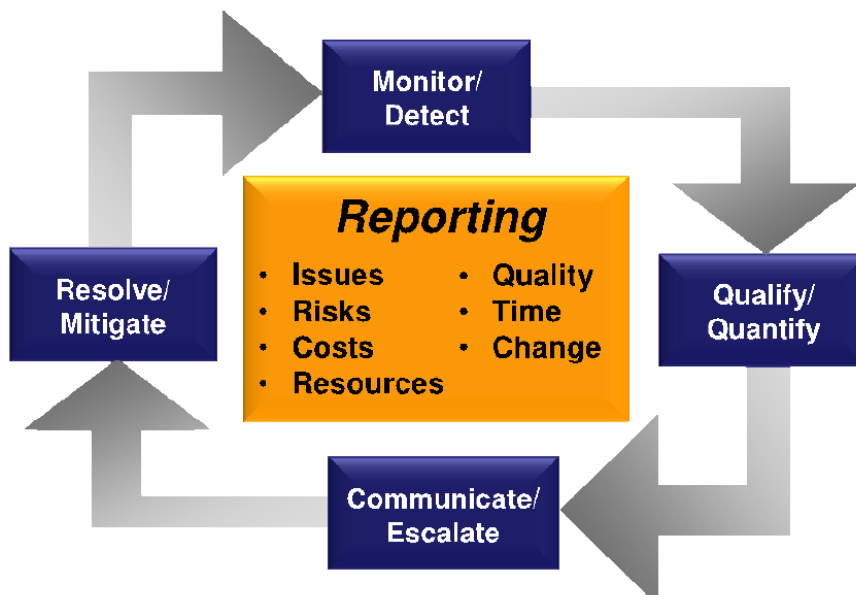 Monitor/
Detect
Reporting
• Issues
• Risks
• Costs
• Resources
• Quality
• Time
• Change
Resolve/
Mitigate
Qualify/
Quantify
Communicate/
Escalate